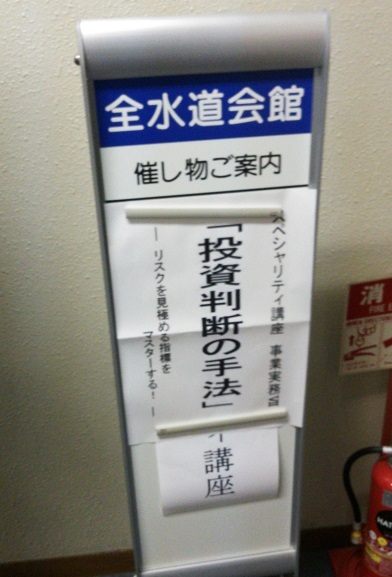 全水道会館
催し物ご案内
スペシャリティ講座 事業実務
「投資判断の手法」
― リスクを見極める指標を
マスターする! ―
講座
消
FIRE